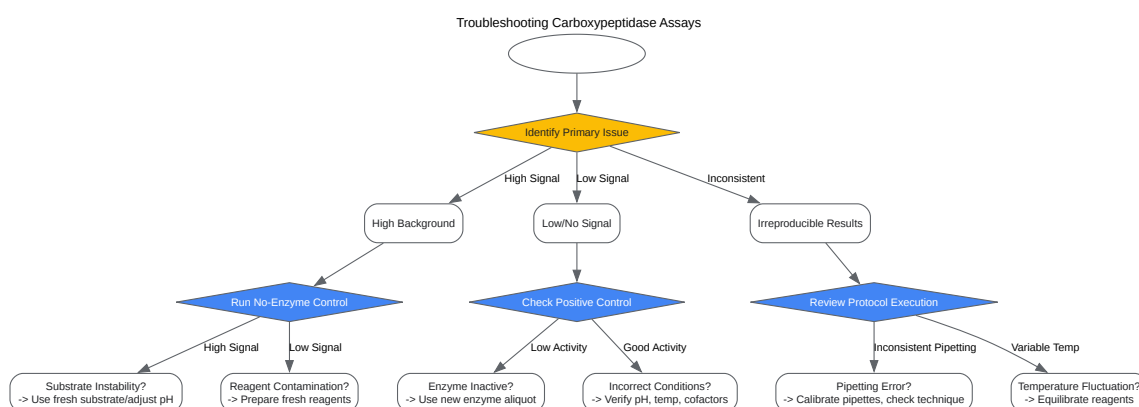 Troubleshooting Carboxypeptidase Assays
Identify Primary Issue
High Signal
Low Signal
Inconsistent
High Background
Low/No Signal
Irreproducible Results
Run No-Enzyme Control
Check Positive Control
Review Protocol Execution
High Signal
Low Signal
Low Activity
Good Activity
Inconsistent Pipetting
Variable Temp
Substrate Instability?
-> Use fresh substrate/adjust pH
Reagent Contamination?
-> Prepare fresh reagents
Enzyme Inactive?
-> Use new enzyme aliquot
Incorrect Conditions?
-> Verify pH, temp, cofactors
Pipetting Error?
-> Calibrate pipettes, check technique
Temperature Fluctuation?
-> Equilibrate reagents